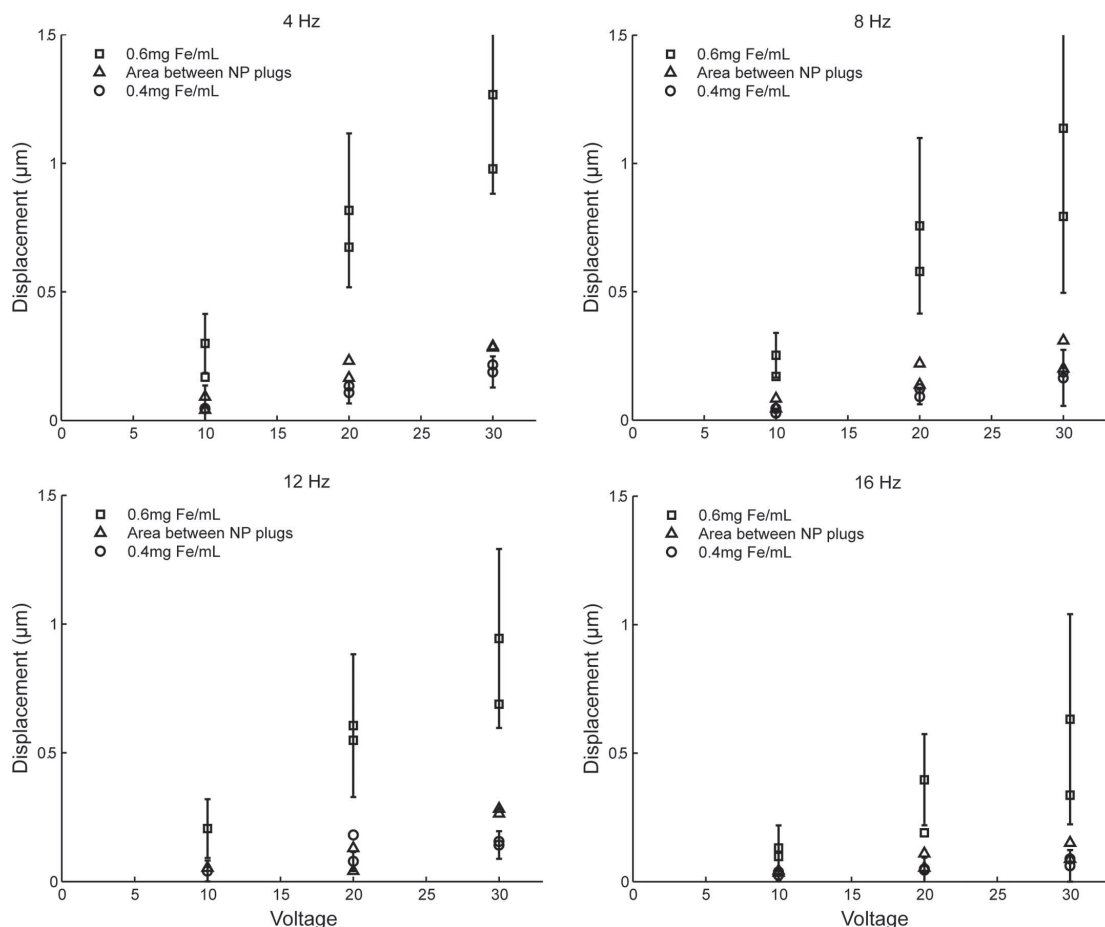 4 Hz
1.5
1
0.5
0
Displacement (µm)
0.6mg Fe/mL
Area between NP plugs
0.4mg Fe/mL
0 5 10 15 20 25 30
8 Hz
1.5
1
0.5
0
Displacement (µm)
0.6mg Fe/mL
Area between NP plugs
0.4mg Fe/mL
0 5 10 15 20 25 30
12 Hz
1.5
1
0.5
0
Displacement (µm)
0.6mg Fe/mL
Area between NP plugs
0.4mg Fe/mL
0 5 10 15 20 25 30
Voltage
16 Hz
1.5
1
0.5
0
Displacement (µm)
0.6mg Fe/mL
Area between NP plugs
0.4mg Fe/mL
0 5 10 15 20 25 30
Voltage